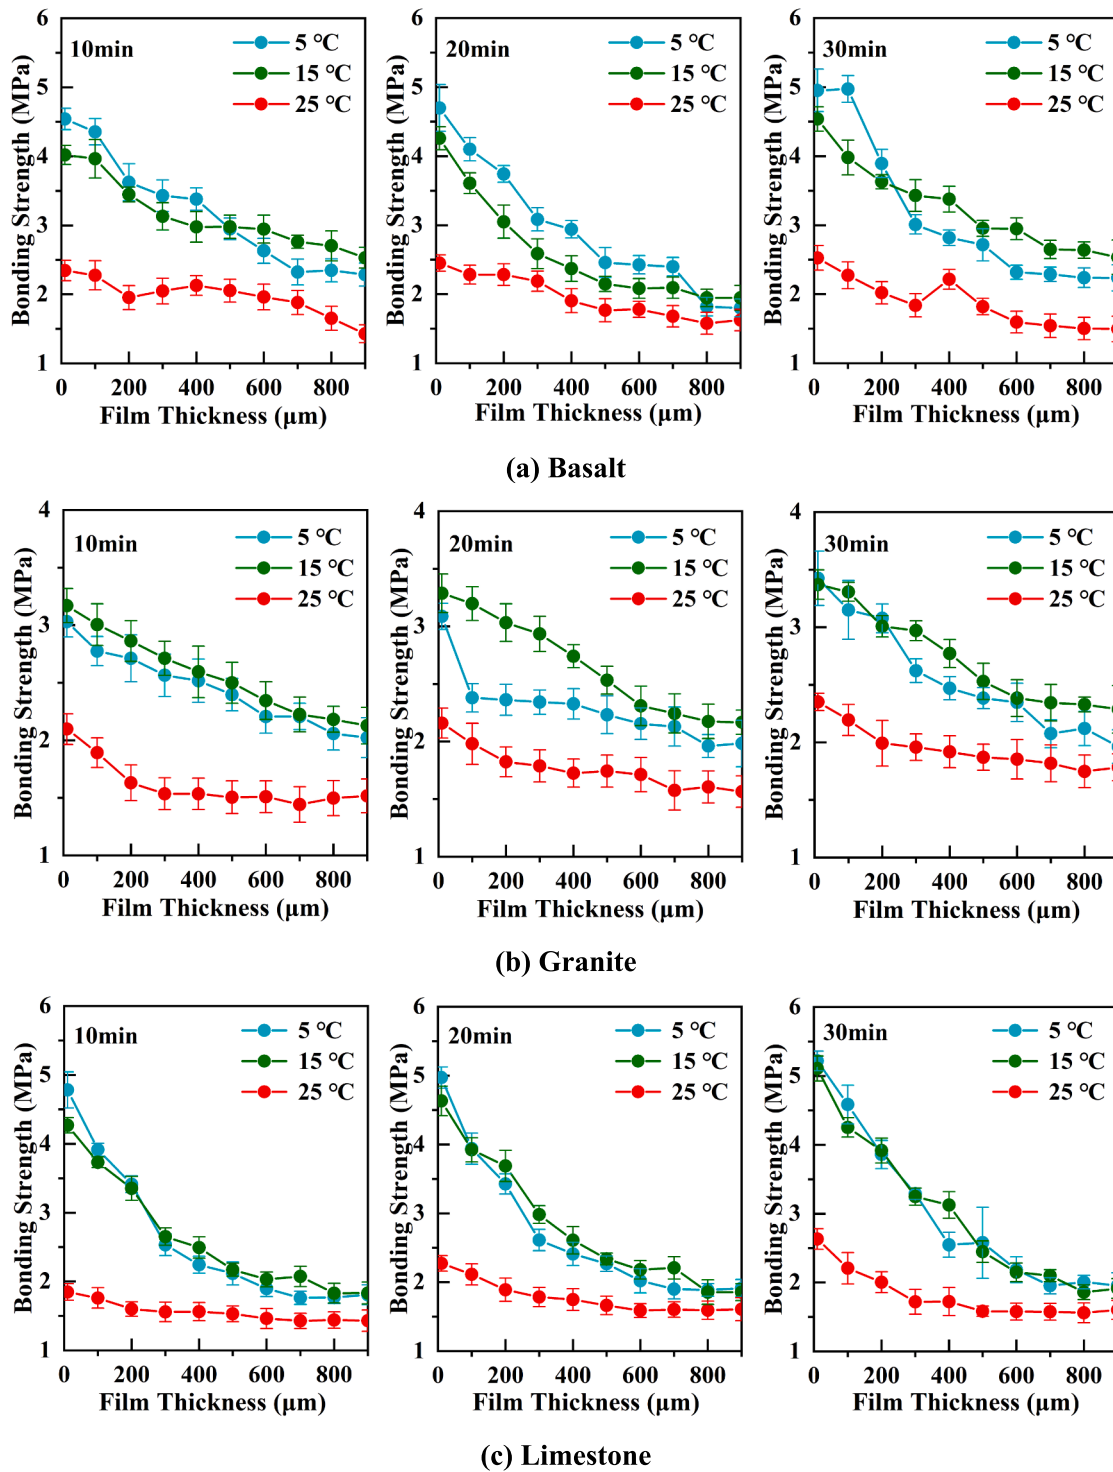 Bonding Strength (MPa)
6
5
4
3
2
1
10min
5 °C
15 °C
25 °C
0 200 400 600 800
Film Thickness (μm)
Bonding Strength (MPa)
6
5
4
3
2
1
20min
5 °C
15 °C
25 °C
0 200 400 600 800
Film Thickness (μm)
Bonding Strength (MPa)
6
5
4
3
2
1
30min
5 °C
15 °C
25 °C
0 200 400 600 800
Film Thickness (μm)
(a) Basalt
Bonding Strength (MPa)
4
3
2
1
10min
5 °C
15 °C
25 °C
0 200 400 600 800
Film Thickness (μm)
Bonding Strength (MPa)
4
3
2
1
20min
5 °C
15 °C
25 °C
0 200 400 600 800
Film Thickness (μm)
Bonding Strength (MPa)
4
3
2
1
30min
5 °C
15 °C
25 °C
0 200 400 600 800
Film Thickness (μm)
(b) Granite
Bonding Strength (MPa)
6
5
4
3
2
1
10min
5 °C
15 °C
25 °C
0 200 400 600 800
Film Thickness (μm)
Bonding Strength (MPa)
6
5
4
3
2
1
20min
5 °C
15 °C
25 °C
0 200 400 600 800
Film Thickness (μm)
Bonding Strength (MPa)
6
5
4
3
2
1
30min
5 °C
15 °C
25 °C
0 200 400 600 800
Film Thickness (μm)
(c) Limestone